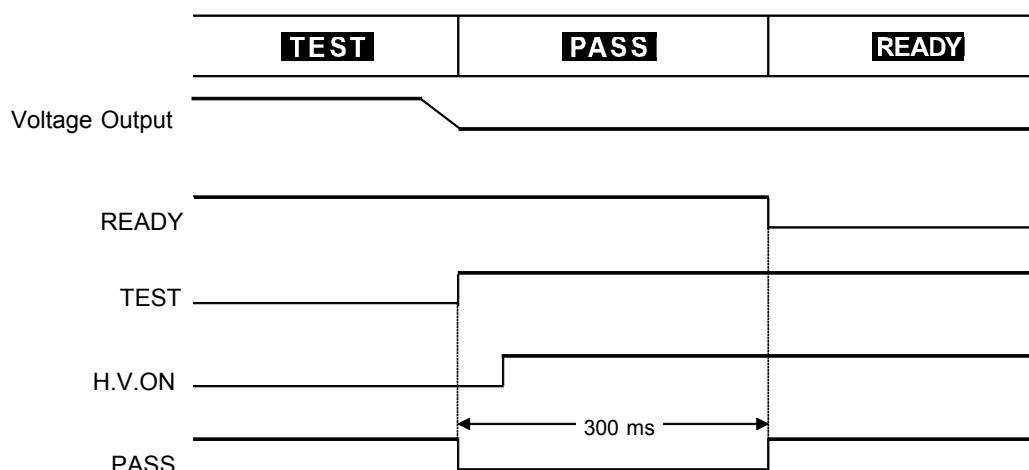 TEST PASS READY
Voltage Output
READY
TEST
H.V.ON
300 ms
PASS